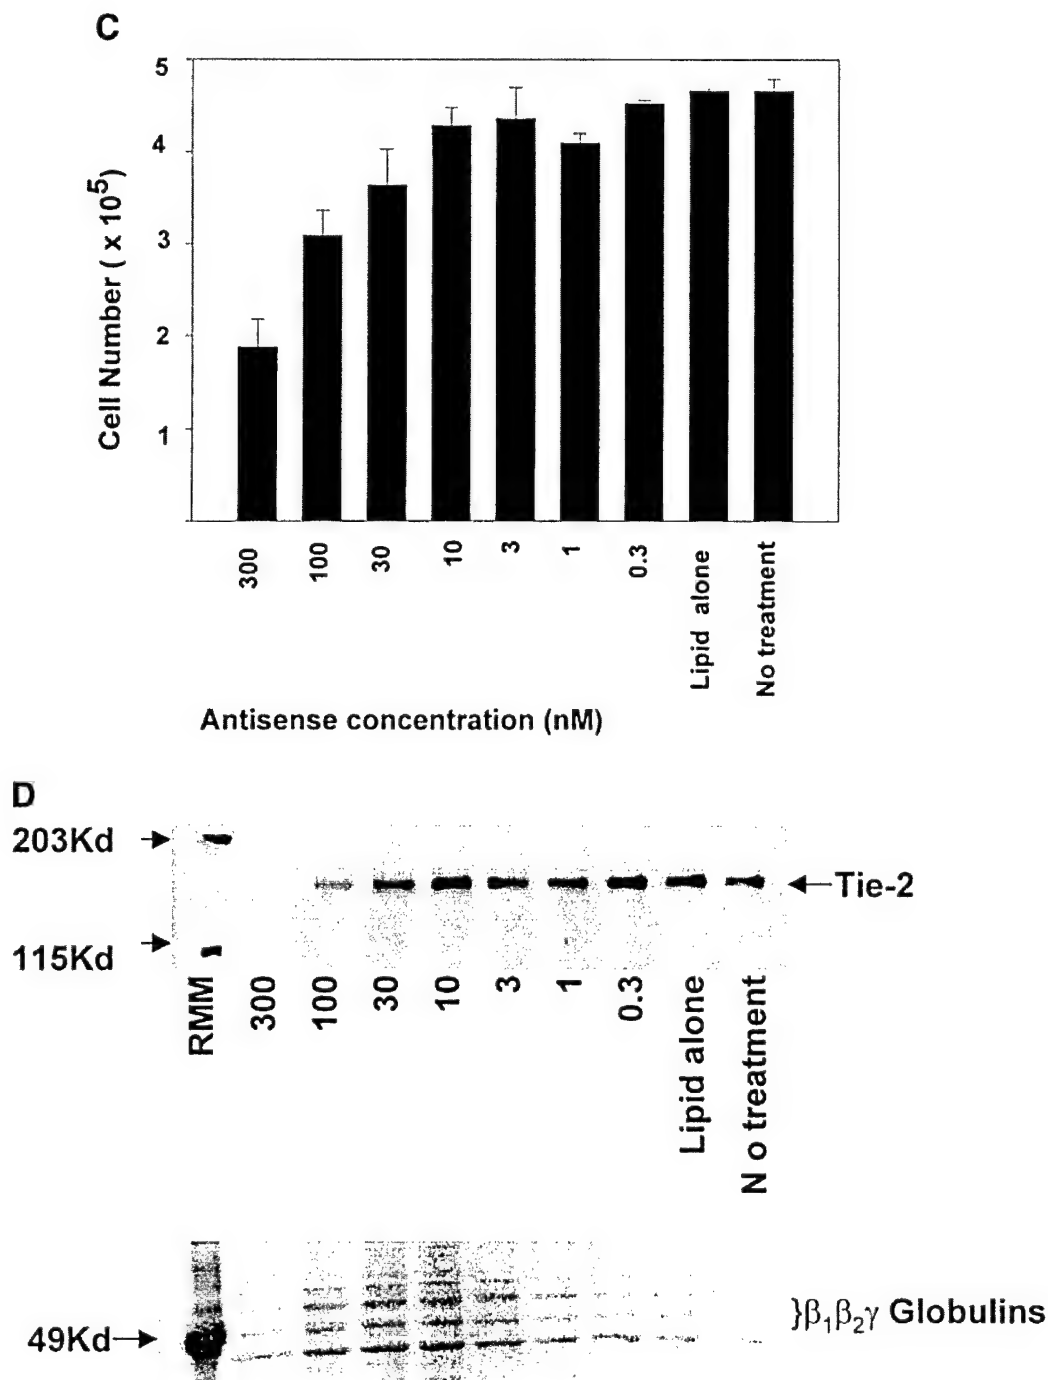 C
5
4
3
2
1
Cell Number ( x 10⁵)
300
100
30
10
3
1
0.3
Lipid alone
No treatment
Antisense concentration (nM)
D
203Kd
Tie-2
115Kd
RMM
300
100
30
10
3
1
0.3
Lipid alone
N o treatment
49Kd
}β₁β₂γ Globulins